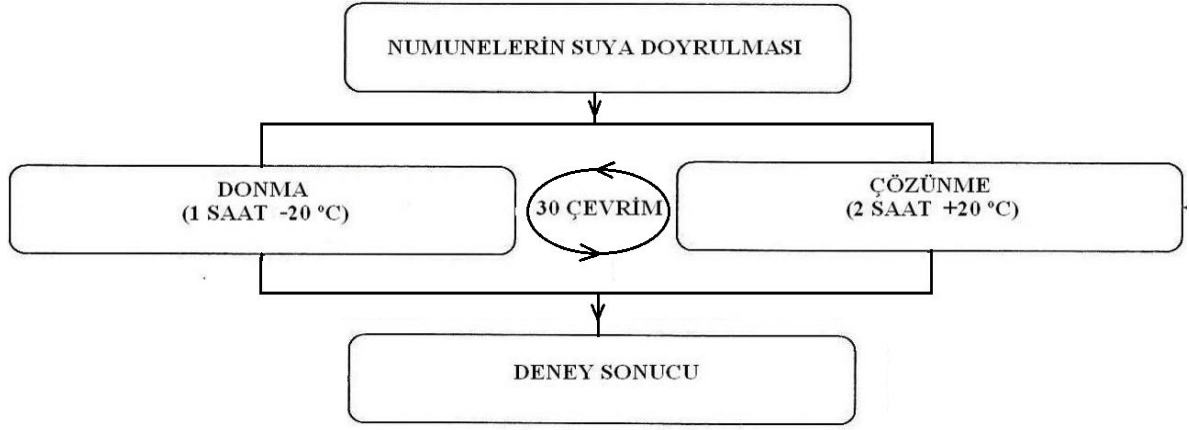 NUMUNELERİN SUYA DOYRULMASI
DONMA
(1 SAAT -20 ºC)
30 ÇEVRİM
ÇÖZÜNME
(2 SAAT +20 ºC)
DENEY SONUCU